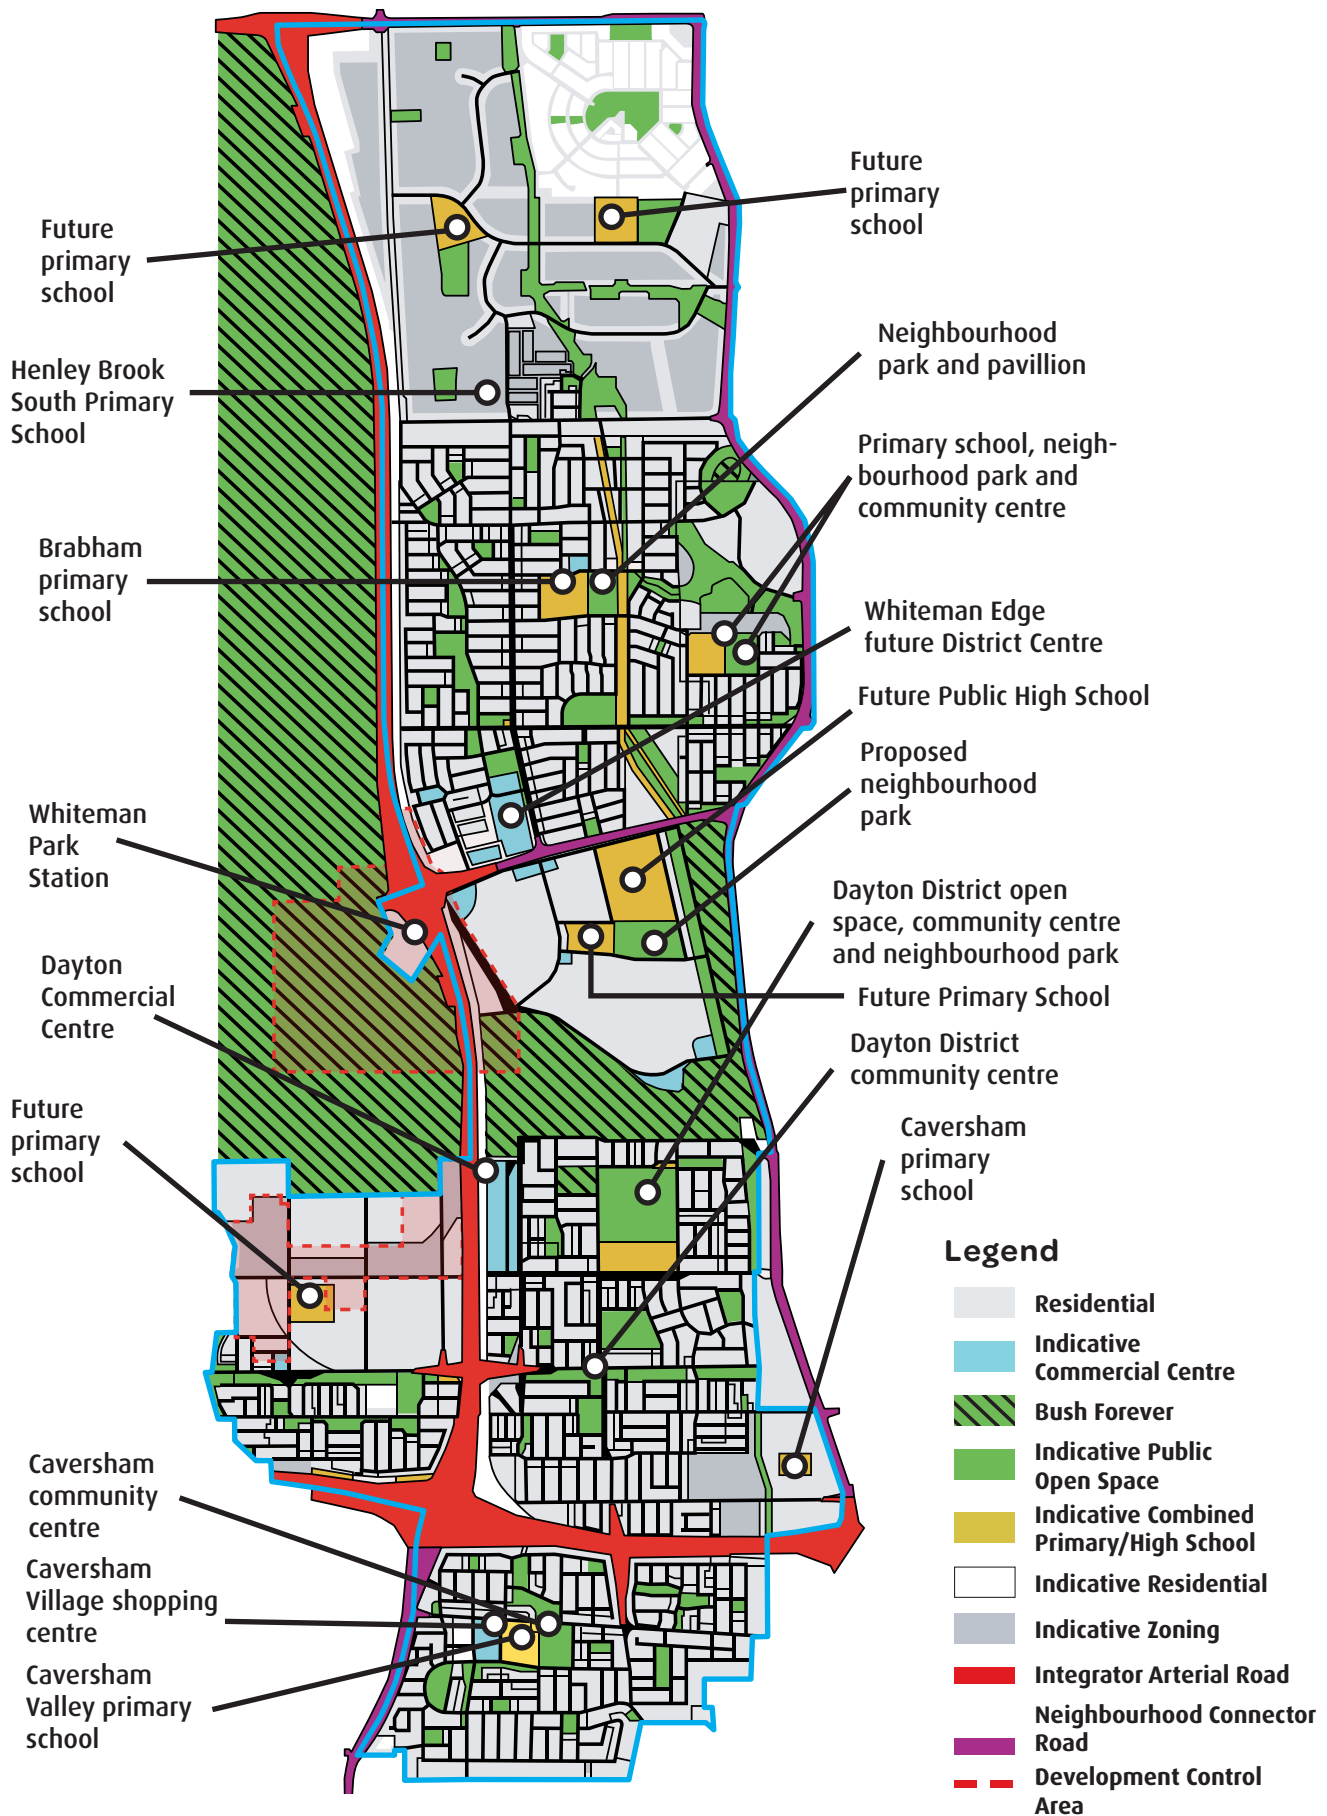 Future
primary
school
Future
primary
school
Henley Brook
South Primary
School
Neighbourhood
park and pavillion
Primary school, neigh-
bourhood park and
community centre
Brabham
primary
school
Whiteman Edge
future District Centre
Future Public High School
Proposed
neighbourhood
park
Whiteman
Park
Station
Dayton District open
space, community centre
and neighbourhood park
Dayton
Commercial
Centre
Future Primary School
Dayton District
community centre
Future
primary
school
Caversham
primary
school
Caversham
community
centre
Caversham
Village shopping
centre
Caversham
Valley primary
school
Legend
Residential
Indicative
Commercial Centre
Bush Forever
Indicative Public
Open Space
Indicative Combined
Primary/High School
Indicative Residential
Indicative Zoning
Integrator Arterial Road
Neighbourhood Connector
Road
Development Control
Area